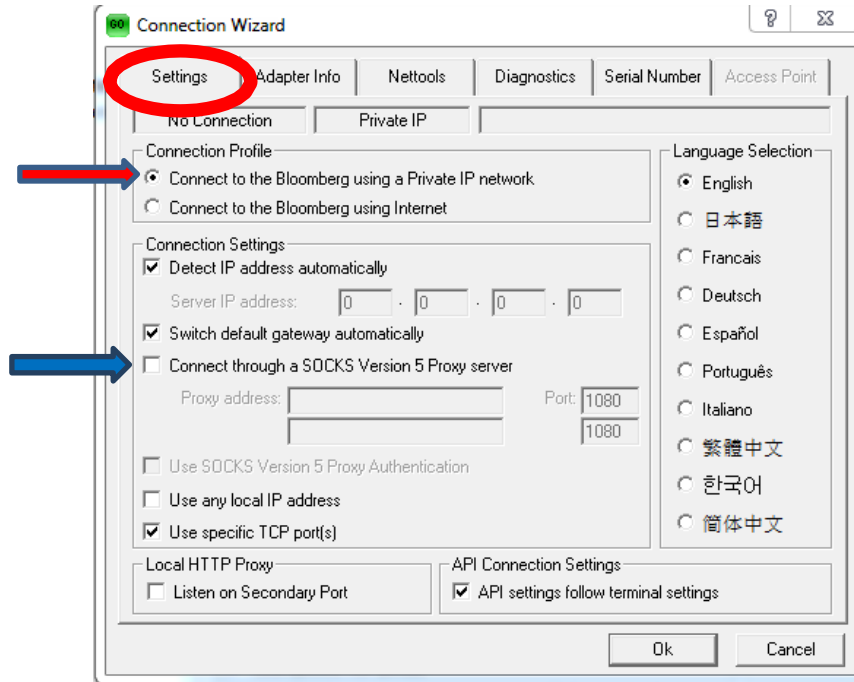 GO Connection Wizard
Settings Adapter Info Nettools Diagnostics Serial Number Access Point
No Connection Private IP
Connection Profile
Connect to the Bloomberg using a Private IP network
Connect to the Bloomberg using Internet
Connection Settings
Detect IP address automatically
Server IP address: 0 . 0 . 0 . 0
Switch default gateway automatically
Connect through a SOCKS Version 5 Proxy server
Proxy address: Port: 1080
1080
Use SOCKS Version 5 Proxy Authentication
Use any local IP address
Use specific TCP port(s)
Language Selection
English
日本語
Francais
Deutsch
Español
Português
Italiano
繁體中文
한국어
简体中文
Local HTTP Proxy
Listen on Secondary Port
API Connection Settings
API settings follow terminal settings
Ok Cancel